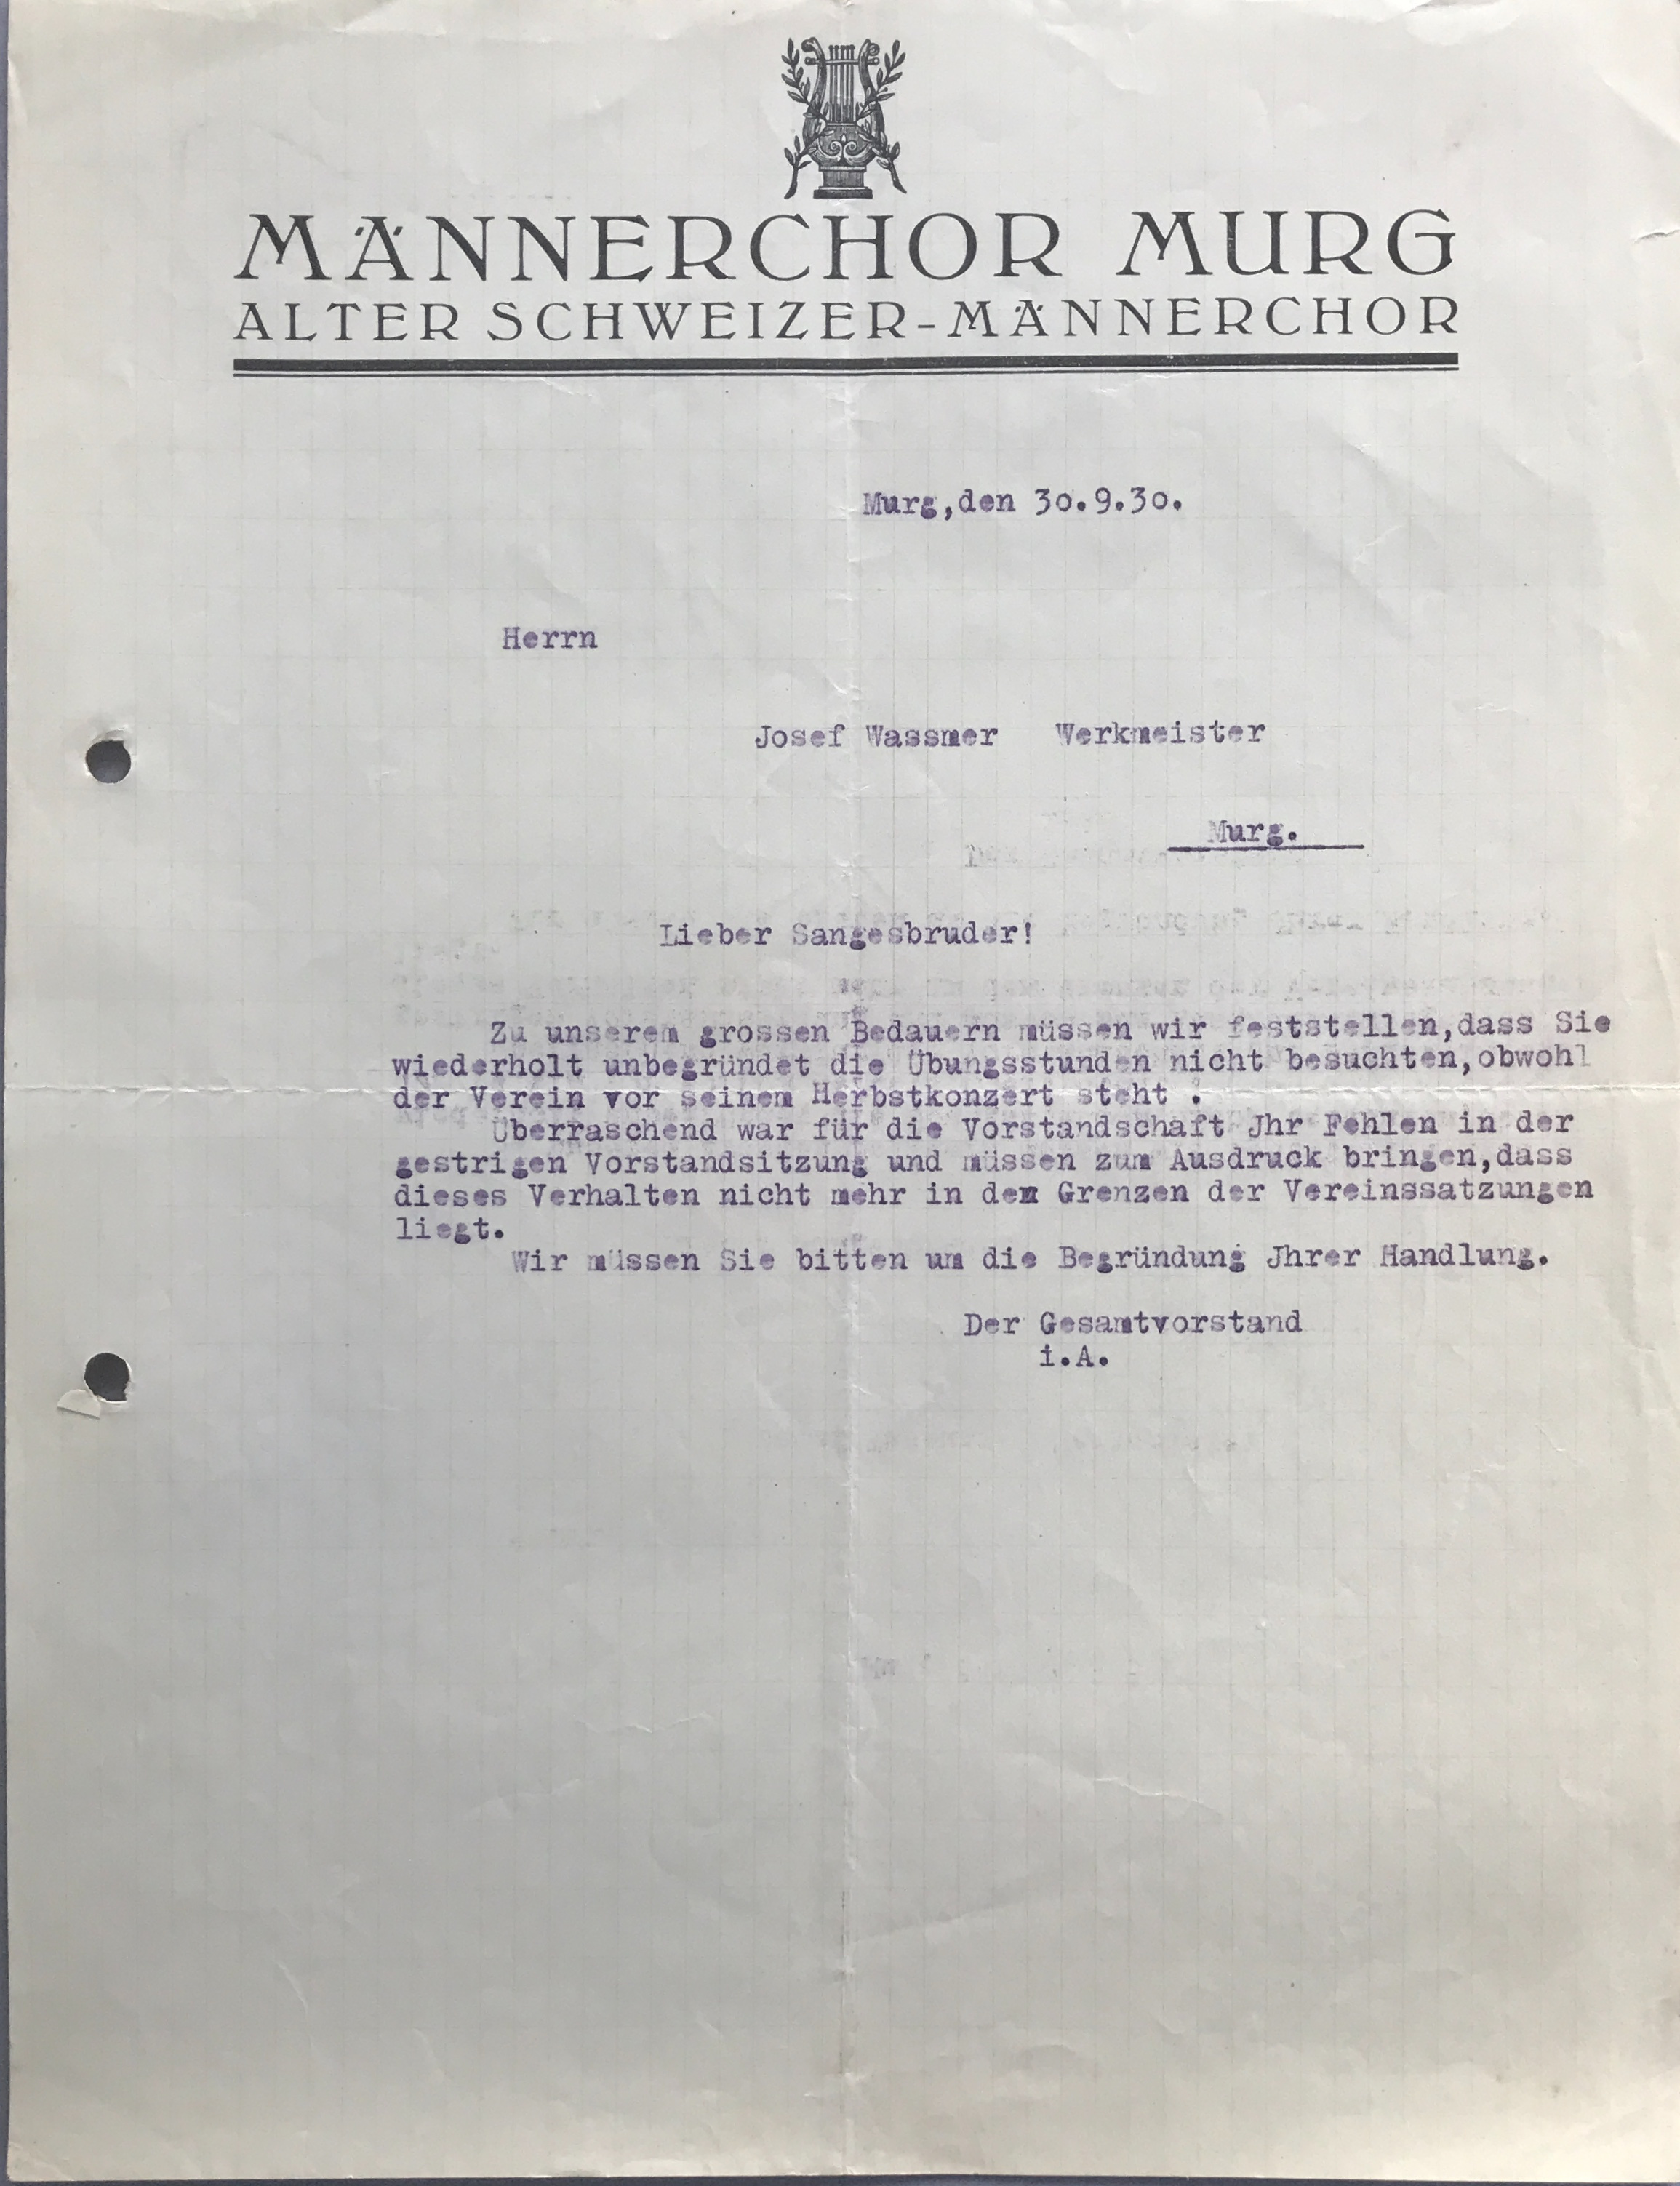 MÄNNERCHOR MURG
ALTER SCHWEIZER-MÄNNERCHOR
Murg,den 30.9.30.
Herrn
Josef Wassmer Werkmeister
Murg.
Lieber Sangesbruder!
Zu unserem grossen Bedauern müssen wir feststellen,dass Sie
wiederholt unbegründet die Übungsstunden nicht besuchten,obwohl
der Verein vor seinem Herbstkonzert steht .
Überraschend war für die Vorstandschaft Jhr Fehlen in der
gestrigen Vorstandsitzung und müssen zum Ausdruck bringen,dass
dieses Verhalten nicht mehr in den Grenzen der Vereinssatzungen
liegt.
Wir müssen Sie bitten um die Begründung Jhrer Handlung.
Der Gesamtvorstand
i.A.